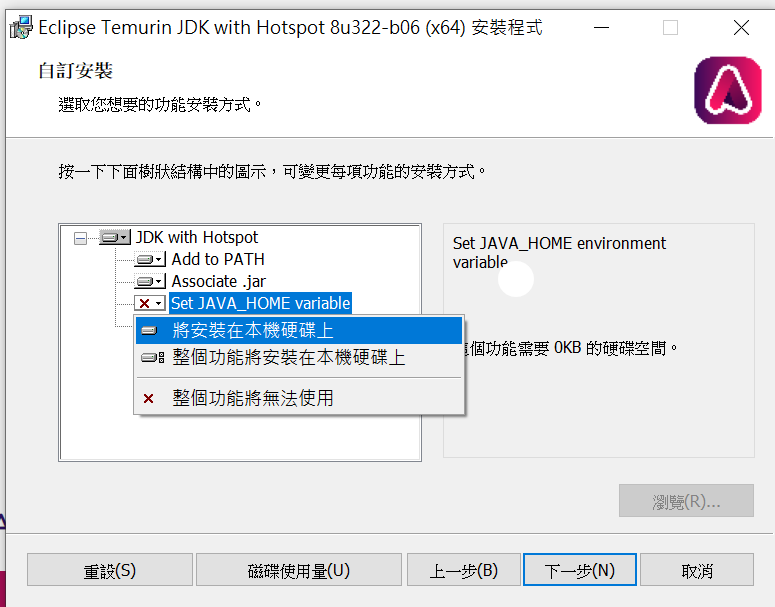 Eclipse Temurin JDK with Hotspot 8u322-b06 (x64) 安裝程式
自訂安裝
選取您想要的功能安裝方式。
按一下下面樹狀結構中的圖示，可變更每項功能的安裝方式。
JDK with Hotspot
Add to PATH
Associate .jar
Set JAVA_HOME variable
將安裝在本機硬碟上
整個功能將安裝在本機硬碟上
整個功能將無法使用
Set JAVA_HOME environment
variable
個功能需要 0KB 的硬碟空間。
瀏覽(R)...
重設(S)
磁碟使用量(U)
上一步(B)
下一步(N)
取消